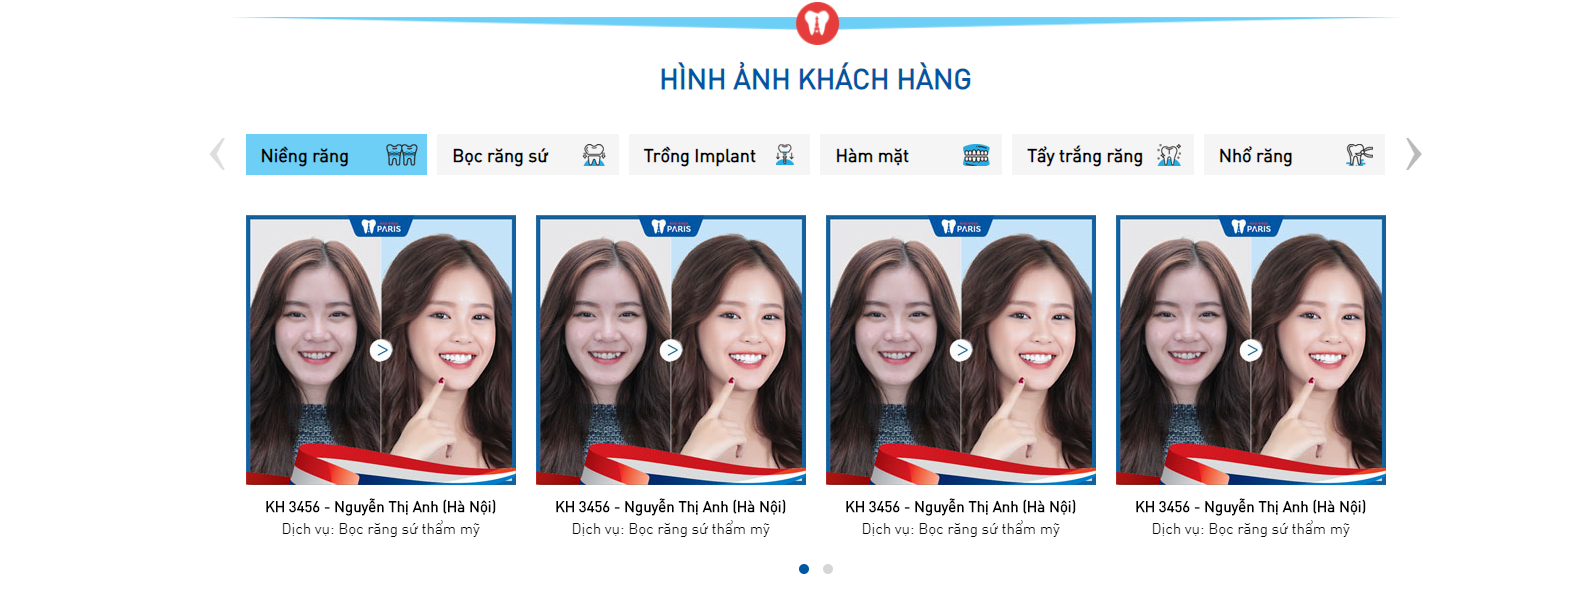 HÌNH ẢNH KHÁCH HÀNG
Niềng răng
Bọc răng sứ
Trồng Implant
Hàm mặt
Tẩy trắng răng
Nhổ răng
PARIS
PARIS
PARIS
PARIS
KH 3456 - Nguyễn Thị Anh (Hà Nội)
Dịch vụ: Bọc răng sứ thẩm mỹ
KH 3456 - Nguyễn Thị Anh (Hà Nội)
Dịch vụ: Bọc răng sứ thẩm mỹ
KH 3456 - Nguyễn Thị Anh (Hà Nội)
Dịch vụ: Bọc răng sứ thẩm mỹ
KH 3456 - Nguyễn Thị Anh (Hà Nội)
Dịch vụ: Bọc răng sứ thẩm mỹ